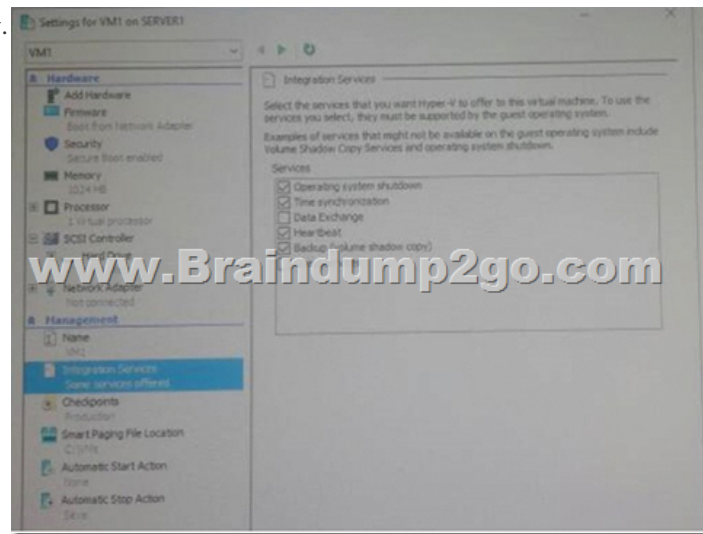 .
Settings for VM1 on SERVER1
VM1
Hardware
Add Hardware
Firmware
Boot from Network Adapter
Security
Secure Boot enabled
Memory
1024 MB
Processor
1 Virtual processor
SCSI Controller
Hard Drive
Network Adapter
Not connected
Management
Name
VM1
Integration Services
Some services offered
Checkpoints
Production
Smart Paging File Location
Automatic Start Action
None
Automatic Stop Action
Save
Integration Services
Select the services that you want Hyper-V to offer to this virtual machine. To use the
services you select, they must be supported by the guest operating system.
Examples of services that might not be available on the guest operating system include
Volume Shadow Copy Services and operating system shutdown.
Services
Operating system shutdown
Time synchronization
Data Exchange
Heartbeat
Backup (volume shadow copy)
www.Braindump2go.com